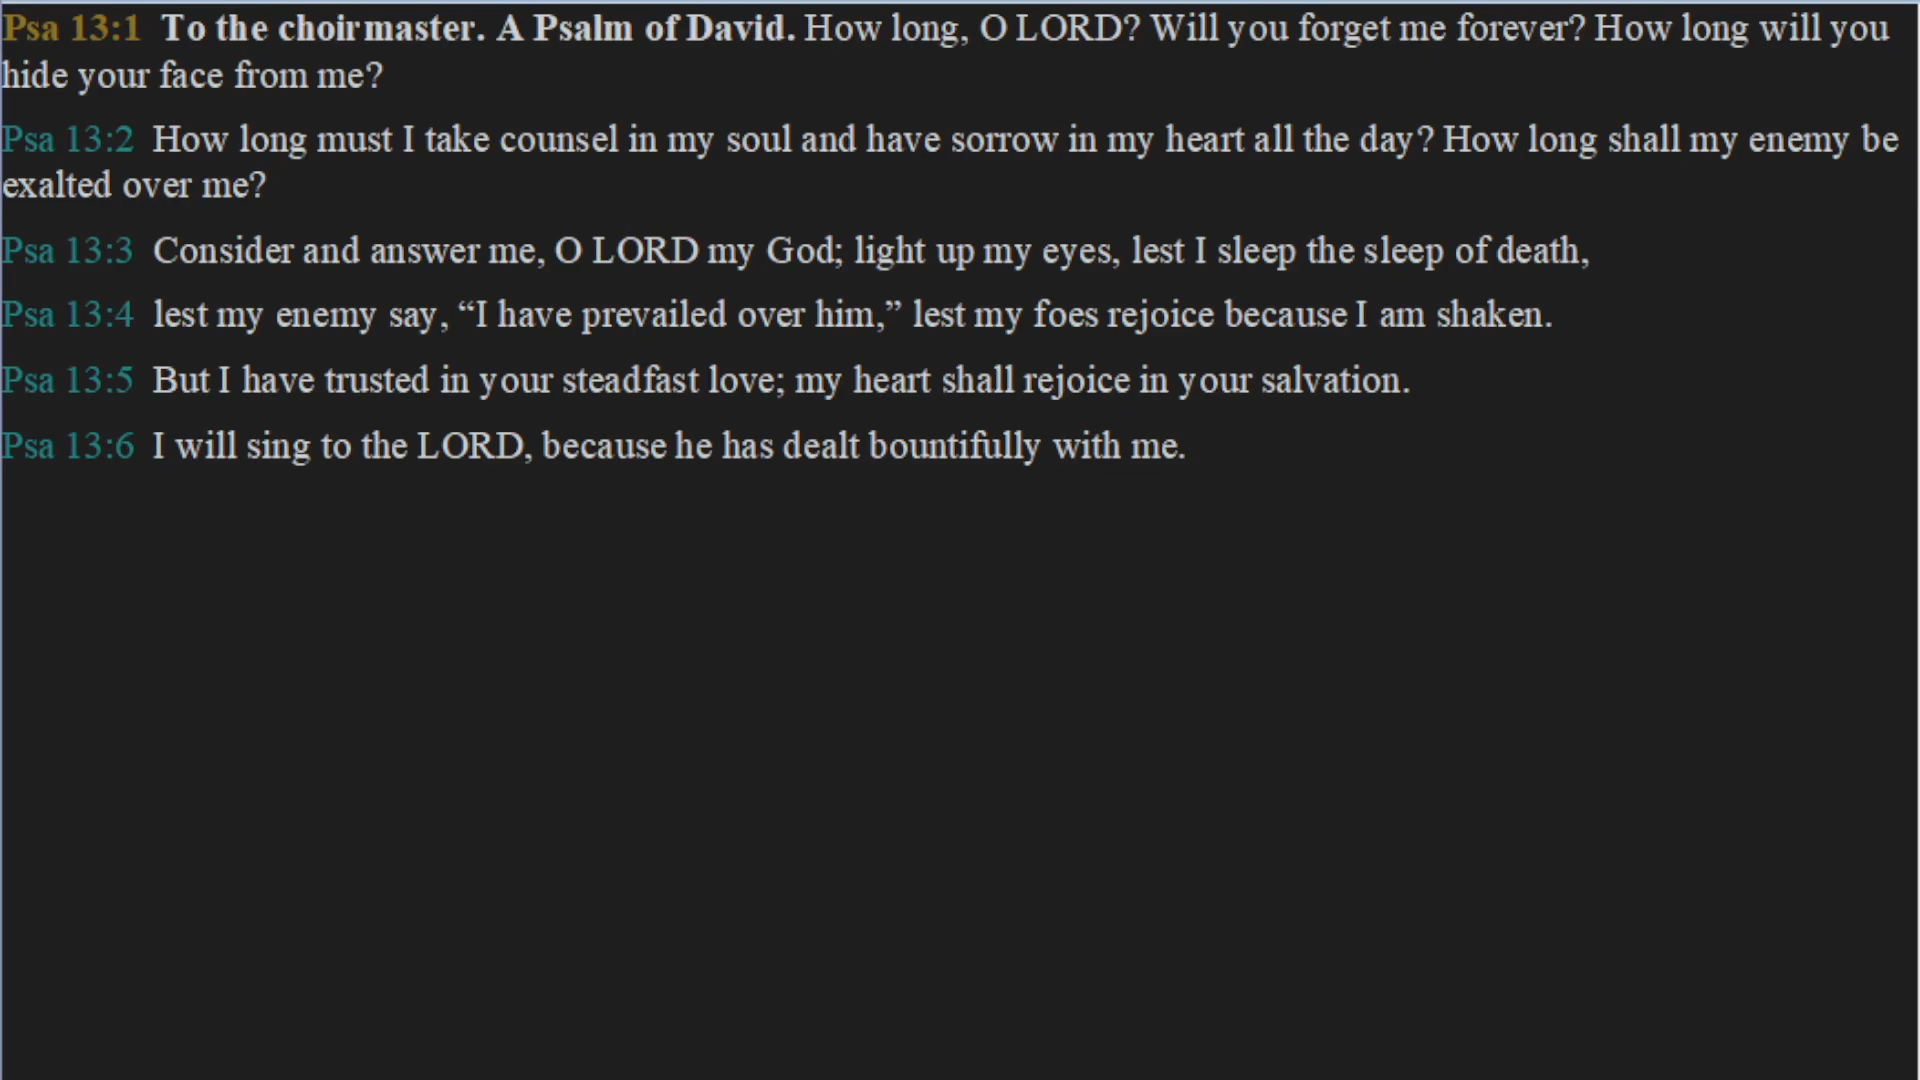 Psa 13:1 To the choirmaster. A Psalm of David. How long, O LORD? Will you forget me forever? How long will you
hide your face from me?
Psa 13:2 How long must I take counsel in my soul and have sorrow in my heart all the day? How long shall my enemy be
exalted over me?
Psa 13:3 Consider and answer me, O LORD my God; light up my eyes, lest I sleep the sleep of death,
Psa 13:4 lest my enemy say, “I have prevailed over him,” lest my foes rejoice because I am shaken.
Psa 13:5 But I have trusted in your steadfast love; my heart shall rejoice in your salvation.
Psa 13:6 I will sing to the LORD, because he has dealt bountifully with me.